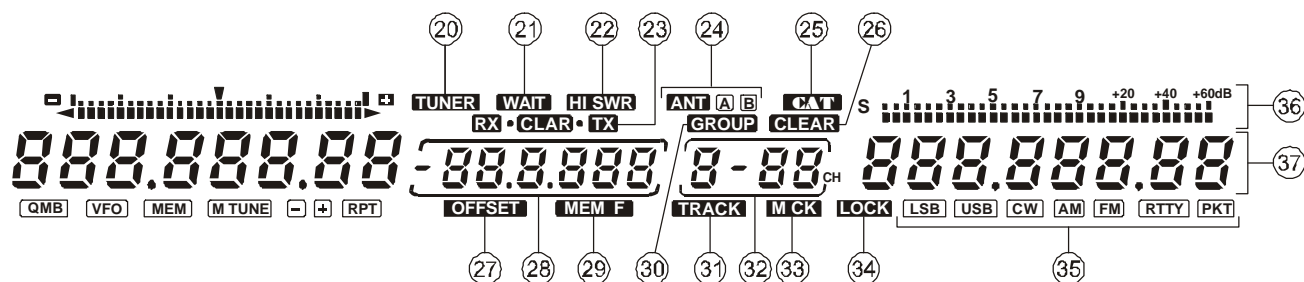 20 21 22 23 24 25 26
TUNER WAIT HI SWR ANT A B CAT S 1 3 5 7 9 +20 +40 +60dB 36
RX • CLAR • TX GROUP CLEAR
888.888.88 -88.8.888 8-88 CH 888.888.88 37
QMB VFO MEM M TUNE - + RPT OFFSET MEM F TRACK M CK LOCK LSB USB CW AM FM RTTY PKT
27 28 29 30 31 32 33 34 35